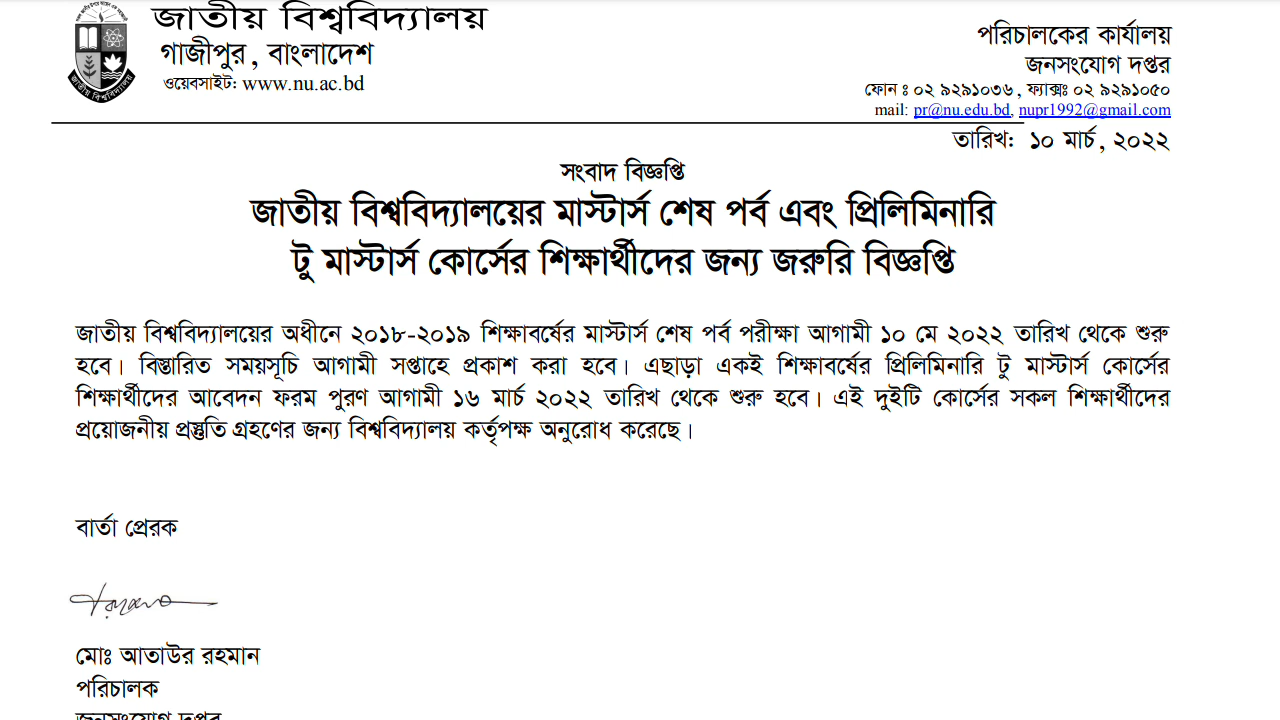 জাতীয় বিশ্ববিদ্যালয়
গাজীপুর, বাংলাদেশ
ওয়েবসাইট: www.nu.ac.bd
পরিচালকের কার্যালয়
জনসংযোগ দপ্তর
ফোন ঃ ০২ ৯২৯১০৩৬, ফ্যাক্সঃ ০২ ৯২৯১০৫০
mail: pr@nu.edu.bd, nupr1992@gmail.com
তারিখ: ১০ মার্চ, ২০২২
সংবাদ বিজ্ঞপ্তি
জাতীয় বিশ্ববিদ্যালয়ের মাস্টার্স শেষ পর্ব এবং প্রিলিমিনারি
টু মাস্টার্স কোর্সের শিক্ষার্থীদের জন্য জরুরি বিজ্ঞপ্তি
জাতীয় বিশ্ববিদ্যালয়ের অধীনে ২০১৮-২০১৯ শিক্ষাবর্ষের মাস্টার্স শেষ পর্ব পরীক্ষা আগামী ১০ মে ২০২২ তারিখ থেকে শুরু
হবে। বিস্তারিত সময়সূচি আগামী সপ্তাহে প্রকাশ করা হবে। এছাড়া একই শিক্ষাবর্ষের প্রিলিমিনারি টু মাস্টার্স কোর্সের
শিক্ষার্থীদের আবেদন ফরম পুরণ আগামী ১৬ মার্চ ২০২২ তারিখ থেকে শুরু হবে। এই দুইটি কোর্সের সকল শিক্ষার্থীদের
প্রয়োজনীয় প্রস্তুতি গ্রহণের জন্য বিশ্ববিদ্যালয় কর্তৃপক্ষ অনুরোধ করেছে।
বার্তা প্রেরক
মোঃ আতাউর রহমান
পরিচালক
জনসংযোগ দপ্তর